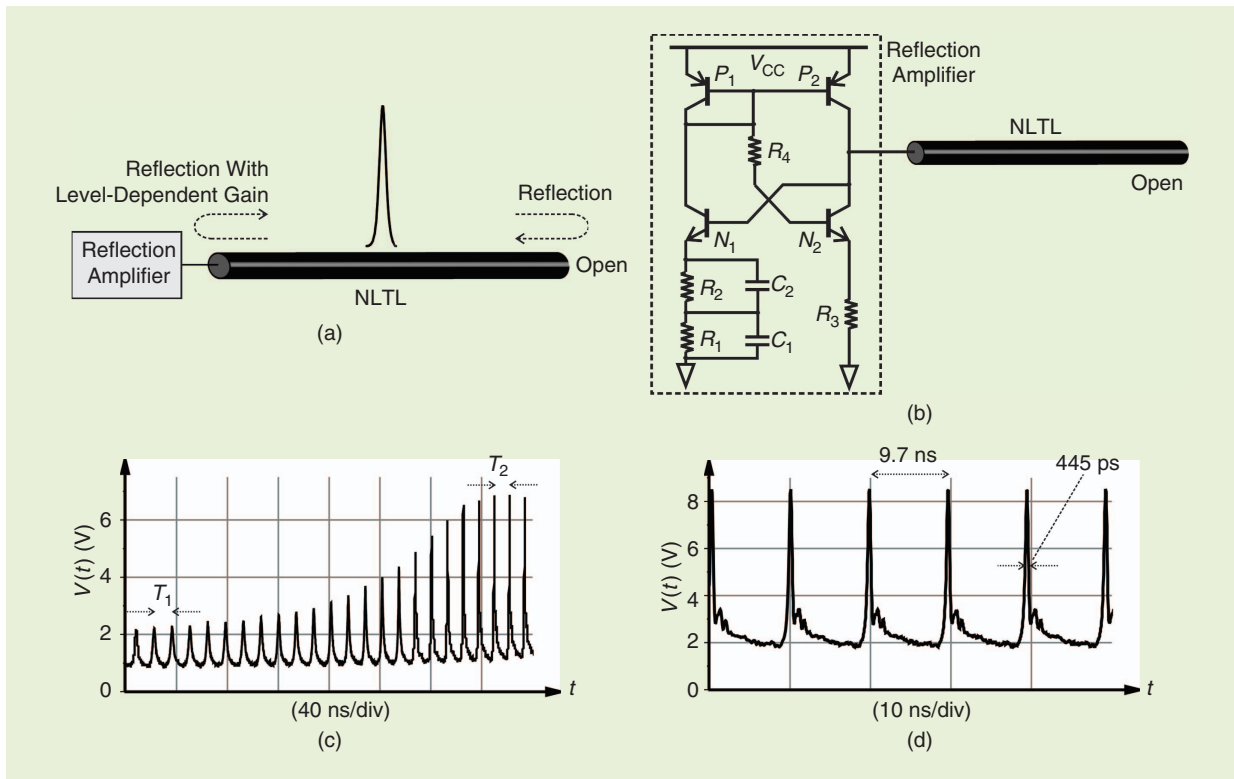 Reflection With
Level-Dependent Gain
Reflection
Reflection
Amplifier
Open
NLTL
(a)
Reflection
Amplifier
V_CC
P_1
P_2
R_4
NLTL
Open
N_1
N_2
R_2
C_2
R_3
R_1
C_1
(b)
V(t) (V)
6
4
2
0
T_1
T_2
t
(40 ns/div)
(c)
V(t) (V)
8
6
4
2
0
9.7 ns
445 ps
t
(10 ns/div)
(d)